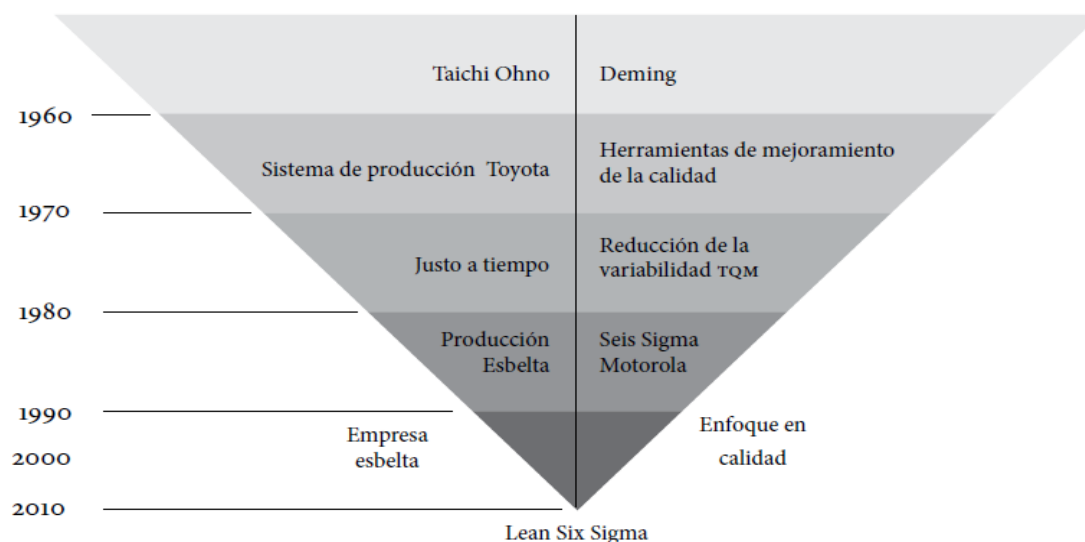 Taichi Ohno
Deming
1960
Sistema de producción Toyota
Herramientas de mejoramiento
de la calidad
1970
Justo a tiempo
Reducción de la
variabilidad TQM
1980
Producción
Esbelta
Seis Sigma
Motorola
1990
Empresa
esbelta
Enfoque en
calidad
2000
2010
Lean Six Sigma